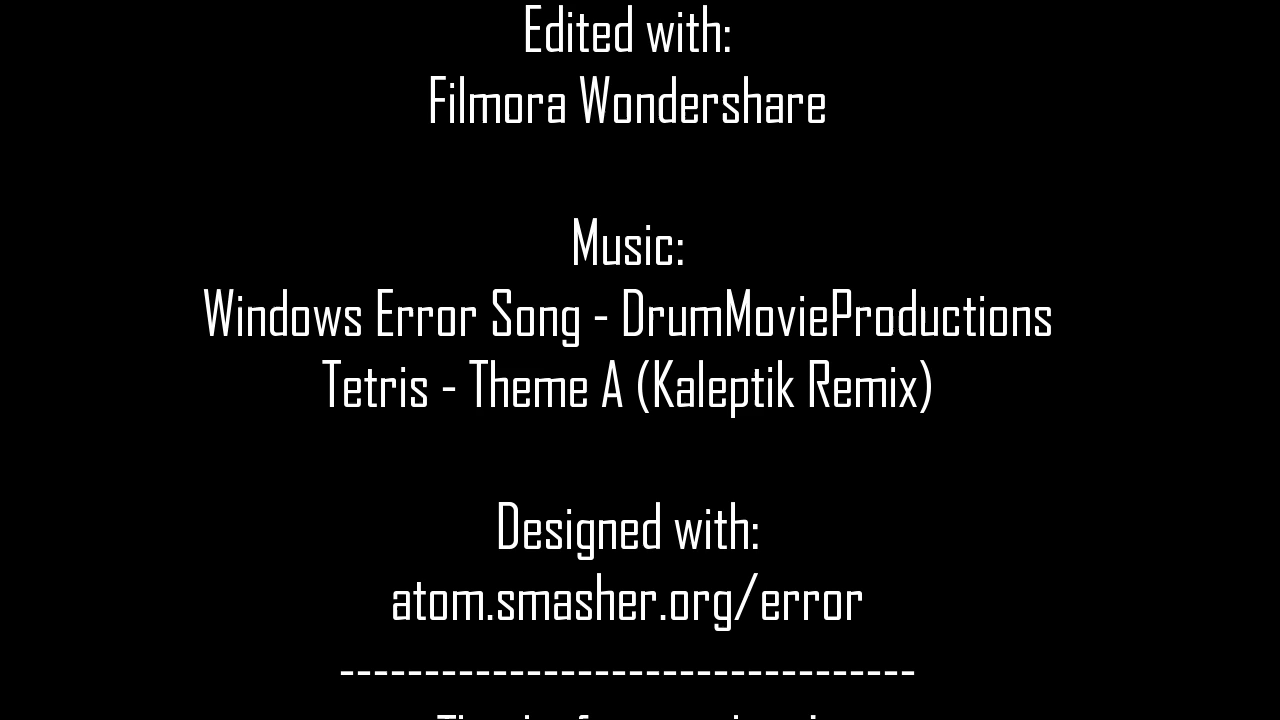 Edited with:
Filmora Wondershare
Music:
Windows Error Song - DrumMovieProductions
Tetris - Theme A (Kaleptik Remix)
Designed with:
atom.smasher.org/error
----------------------------------